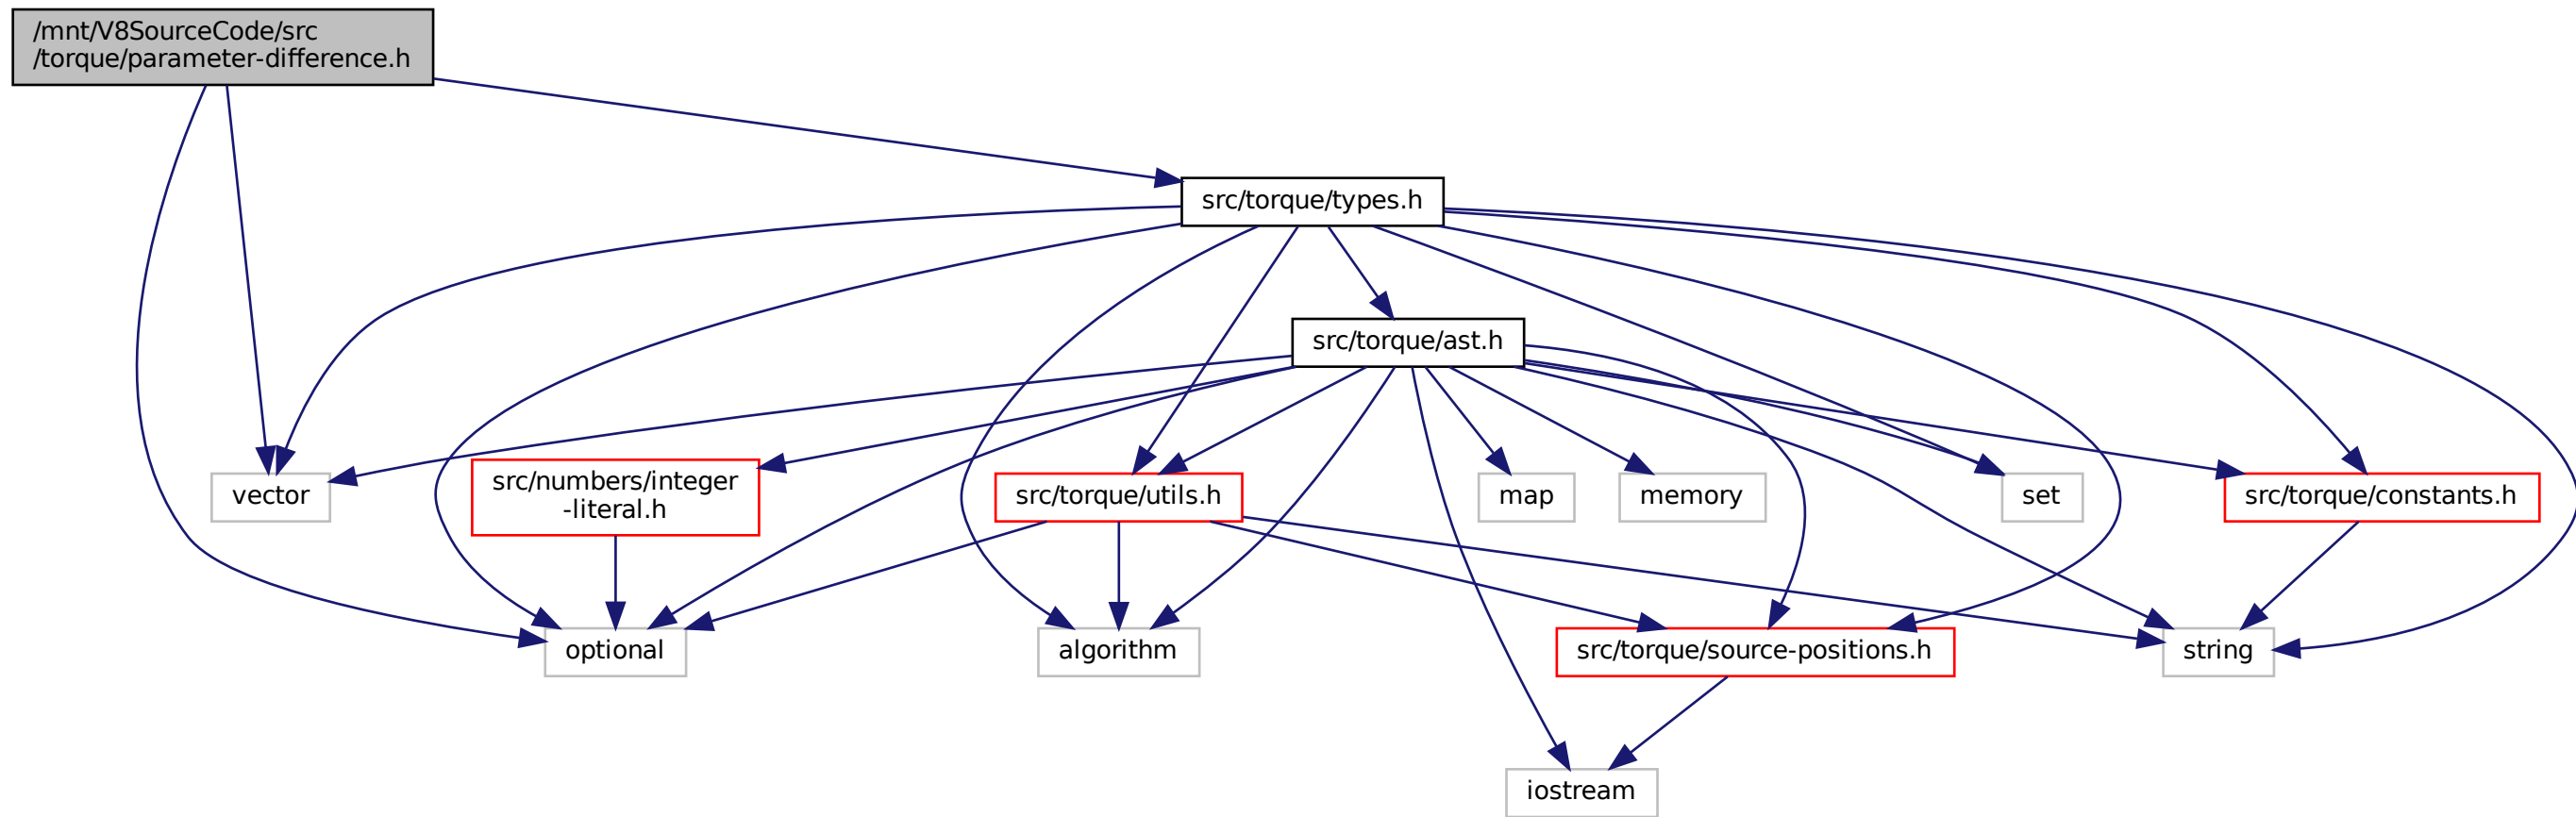 /mnt/V8SourceCode/src
/torque/parameter-difference.h
src/torque/types.h
src/torque/ast.h
vector
src/numbers/integer
-literal.h
src/torque/utils.h
map
memory
set
src/torque/constants.h
optional
algorithm
src/torque/source-positions.h
string
iostream